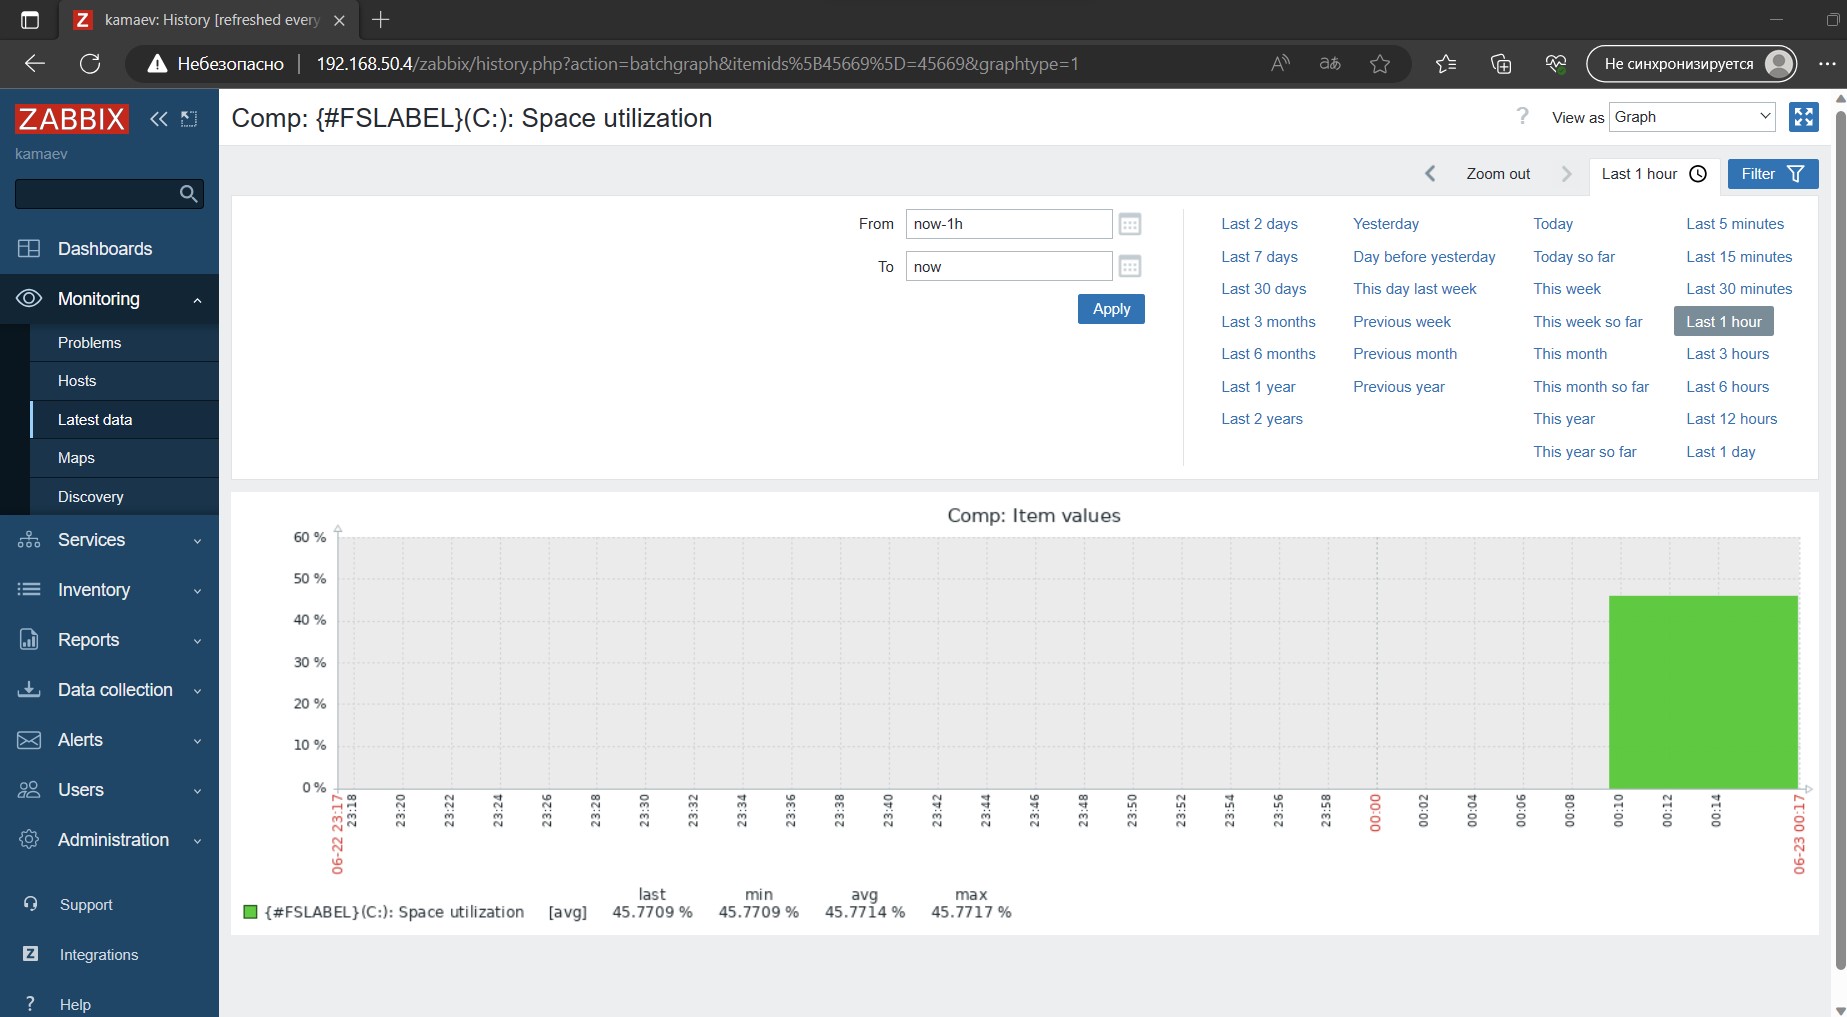 kamaev: History [refreshed every
Небезопасно
192.168.50.4/zabbix/history.php?action=batchgraph&itemids%5B45669%5D=45669&graphtype=1
Не синхронизируется
ZABBIX
kamaev
Dashboards
Monitoring
Problems
Hosts
Latest data
Maps
Discovery
Services
Inventory
Reports
Data collection
Alerts
Users
Administration
Support
Integrations
Help
Comp: {#FSLABEL}(C:): Space utilization
? View as Graph
Zoom out
Last 1 hour
Filter
From now-1h
To now
Apply
Last 2 days Yesterday Today Last 5 minutes
Last 7 days Day before yesterday Today so far Last 15 minutes
Last 30 days This day last week This week Last 30 minutes
Last 3 months Previous week This week so far Last 1 hour
Last 6 months Previous month This month Last 3 hours
Last 1 year Previous year This month so far Last 6 hours
Last 2 years This year Last 12 hours
This year so far Last 1 day
Comp: Item values
60 %
50 %
40 %
30 %
20 %
10 %
0 %
06-22 23:17 23:18 23:20 23:22 23:24 23:26 23:28 23:30 23:32 23:34 23:36 23:38 23:40 23:42 23:44 23:46 23:48 23:50 23:52 23:54 23:56 23:58 00:00 00:02 00:04 00:06 00:08 00:10 00:12 00:14 06-23 00:17
last min avg max
{#FSLABEL}(C:): Space utilization [avg] 45.7709 % 45.7709 % 45.7714 % 45.7717 %